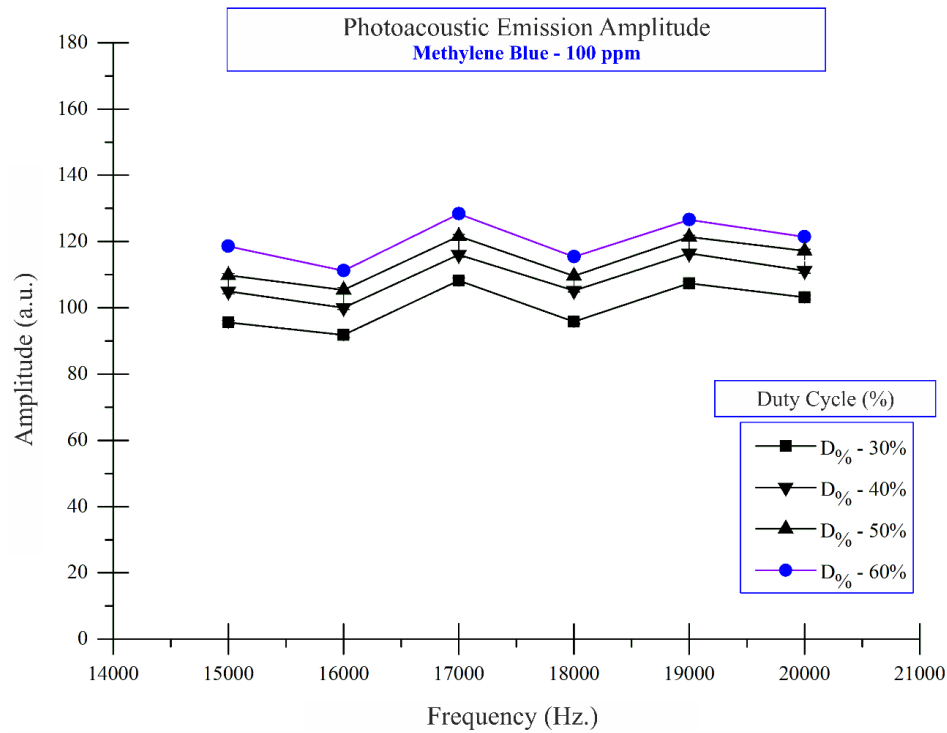 Photoacoustic Emission Amplitude
Methylene Blue - 100 ppm
180
160
140
120
100
80
60
40
20
0
Amplitude (a.u.)
14000 15000 16000 17000 18000 19000 20000 21000
Frequency (Hz.)
Duty Cycle (%)
D% - 30%
D% - 40%
D% - 50%
D% - 60%